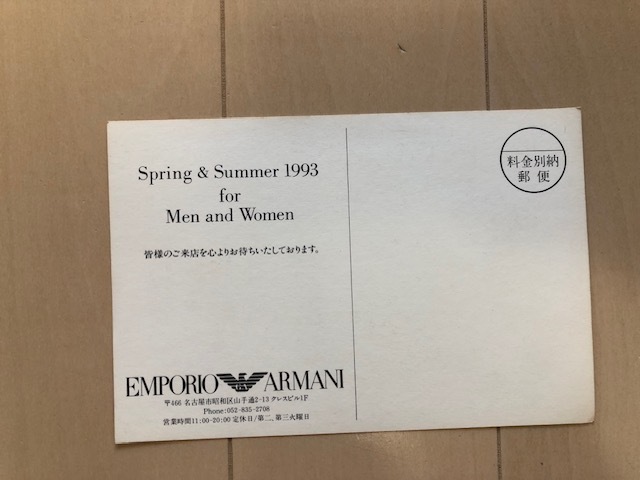 Spring & Summer 1993
for
Men and Women
皆様のご来店を心よりお待ちいたしております。
料金別納
郵便
EMPORIO ARMANI
〒466 名古屋市昭和区山手通2-13 クレスビル1F
Phone:052-835-2708
営業時間11:00-20:00 定休日/第二、第三火曜日